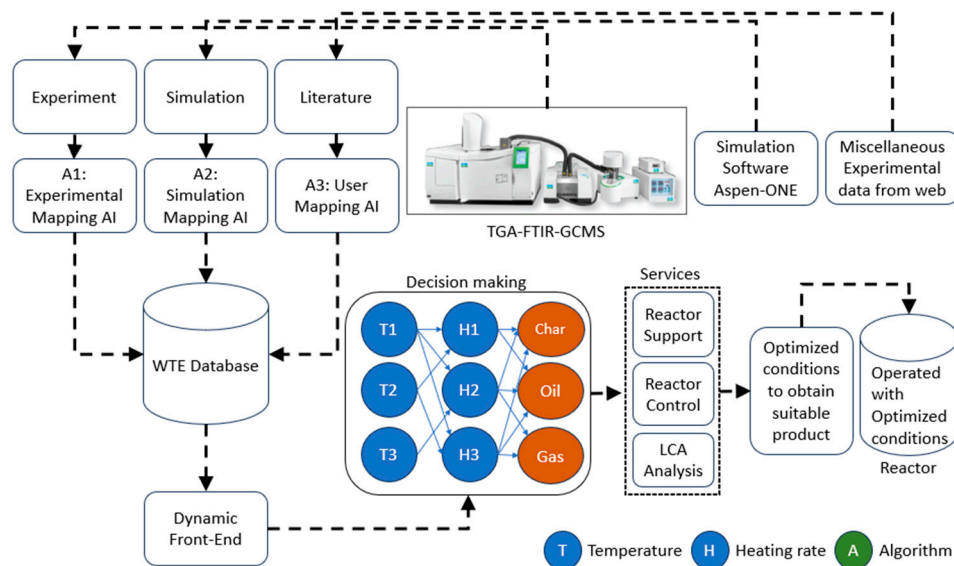 Experiment
Simulation
Literature
A1:
Experimental
Mapping AI
A2:
Simulation
Mapping AI
A3: User
Mapping AI
TGA-FTIR-GCMS
Simulation
Software
Aspen-ONE
Miscellaneous
Experimental
data from web
WTE Database
Dynamic
Front-End
Decision making
T1
H1
Char
T2
H2
Oil
T3
H3
Gas
Services
Reactor
Support
Reactor
Control
LCA
Analysis
Optimized
conditions
to obtain
suitable
product
Operated
with
Optimized
conditions
Reactor
T Temperature
H Heating rate
A Algorithm